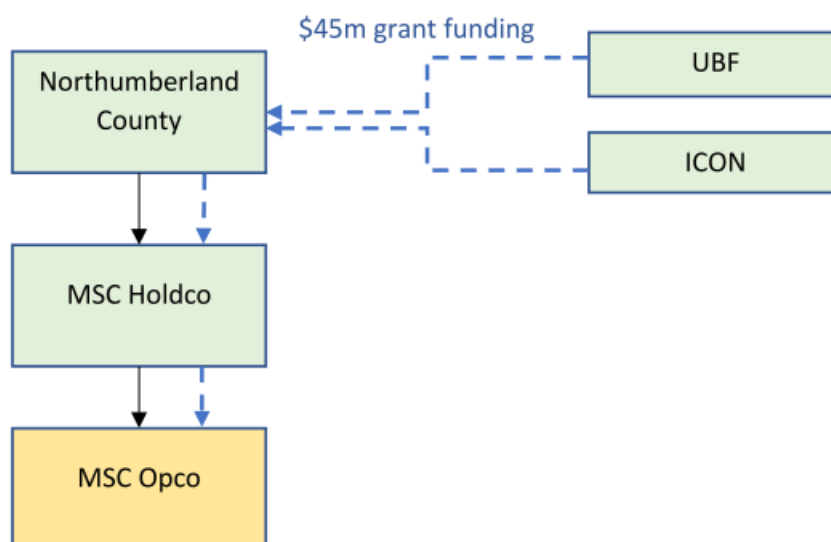 $45m grant funding
UBF
Northumberland
County
ICON
MSC Holdco
MSC Opco